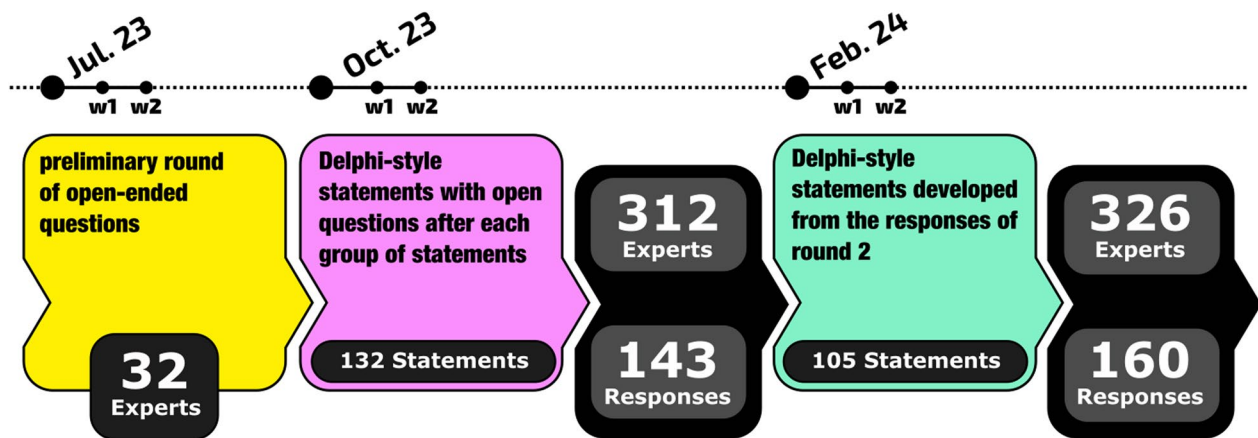 Jul. 23
w1 w2
Oct. 23
w1 w2
Feb. 24
w1 w2
preliminary round
of open-ended
questions
32
Experts
Delphi-style
statements with open
questions after each
group of statements
132 Statements
312
Experts
143
Responses
Delphi-style
statements developed
from the responses of
round 2
105 Statements
326
Experts
160
Responses